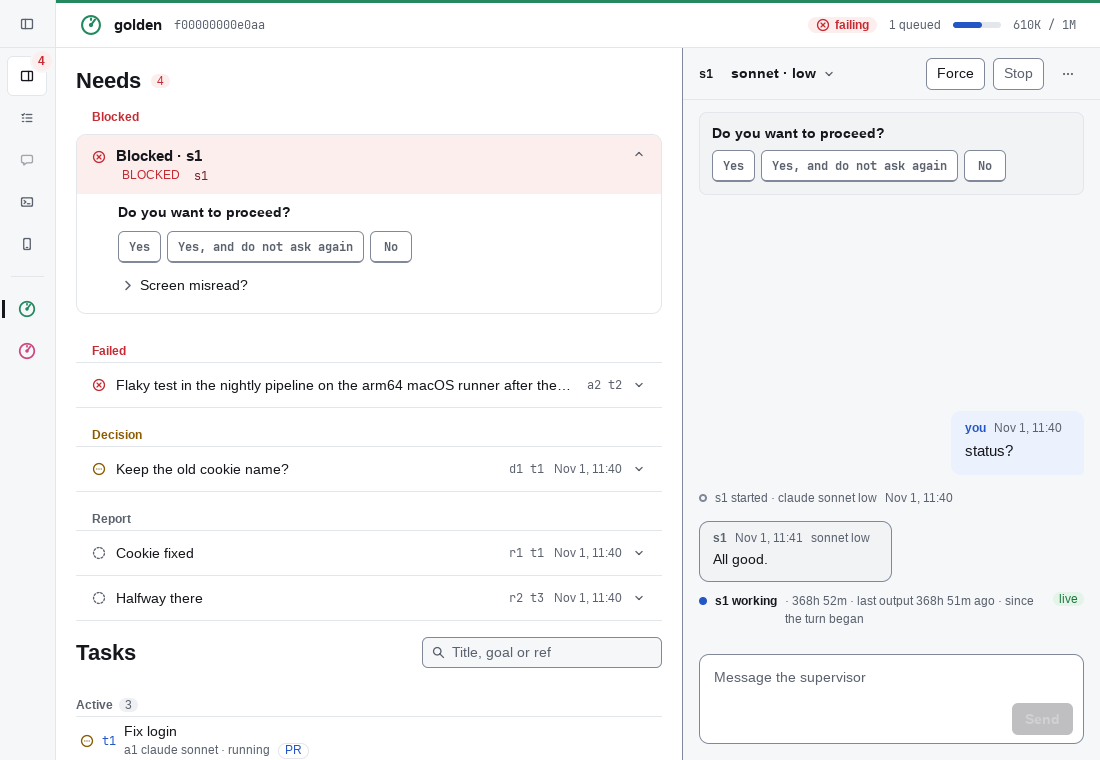 golden f00000000e0aa
failing 1 queued 610K / 1M
4
Needs 4
Blocked
Blocked · s1
BLOCKED s1
Do you want to proceed?
Yes Yes, and do not ask again No
Screen misread?
Failed
Flaky test in the nightly pipeline on the arm64 macOS runner after the… a2 t2
Decision
Keep the old cookie name? d1 t1 Nov 1, 11:40
Report
Cookie fixed r1 t1 Nov 1, 11:40
Halfway there r2 t3 Nov 1, 11:40
Tasks
Title, goal or ref
Active 3
Fix login
t1
a1 claude sonnet · running PR
s1 sonnet · low Force Stop
Do you want to proceed?
Yes Yes, and do not ask again No
you Nov 1, 11:40
status?
s1 started · claude sonnet low Nov 1, 11:40
s1 Nov 1, 11:41 sonnet low
All good.
s1 working · 368h 52m · last output 368h 51m ago · since live
the turn began
Message the supervisor
Send